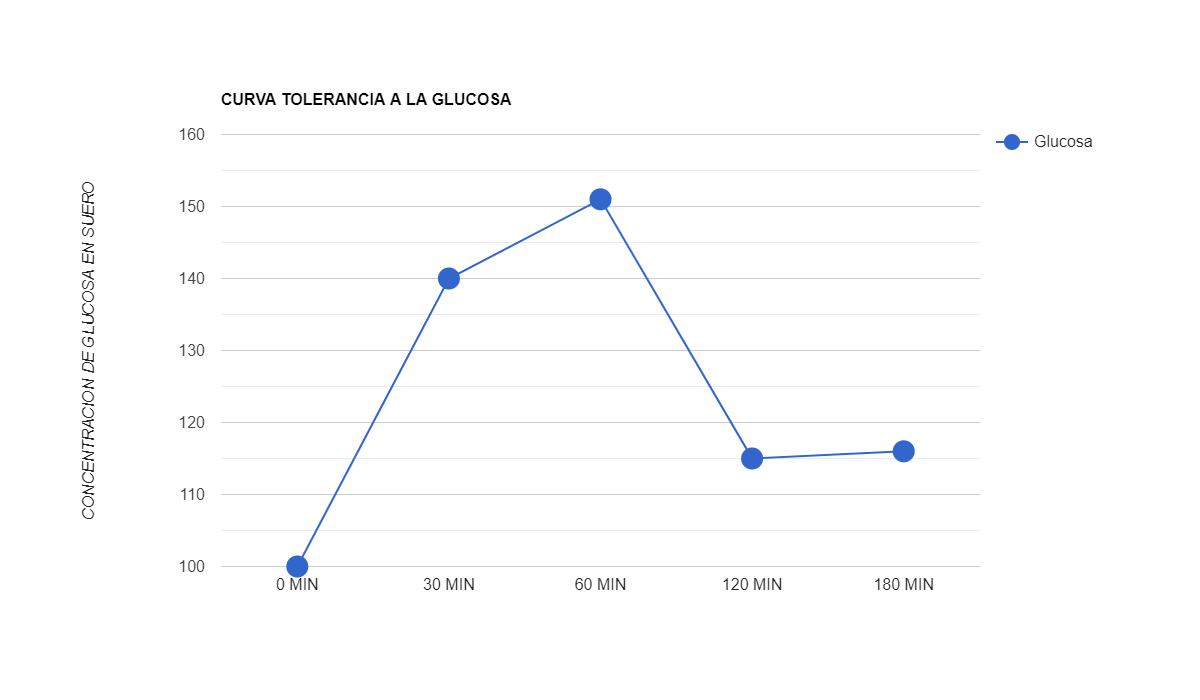 CURVA TOLERANCIA A LA GLUCOSA
Glucosa
CONCENTRACION DE GLUCOSA EN SUERO
160
150
140
130
120
110
100
0 MIN
30 MIN
60 MIN
120 MIN
180 MIN